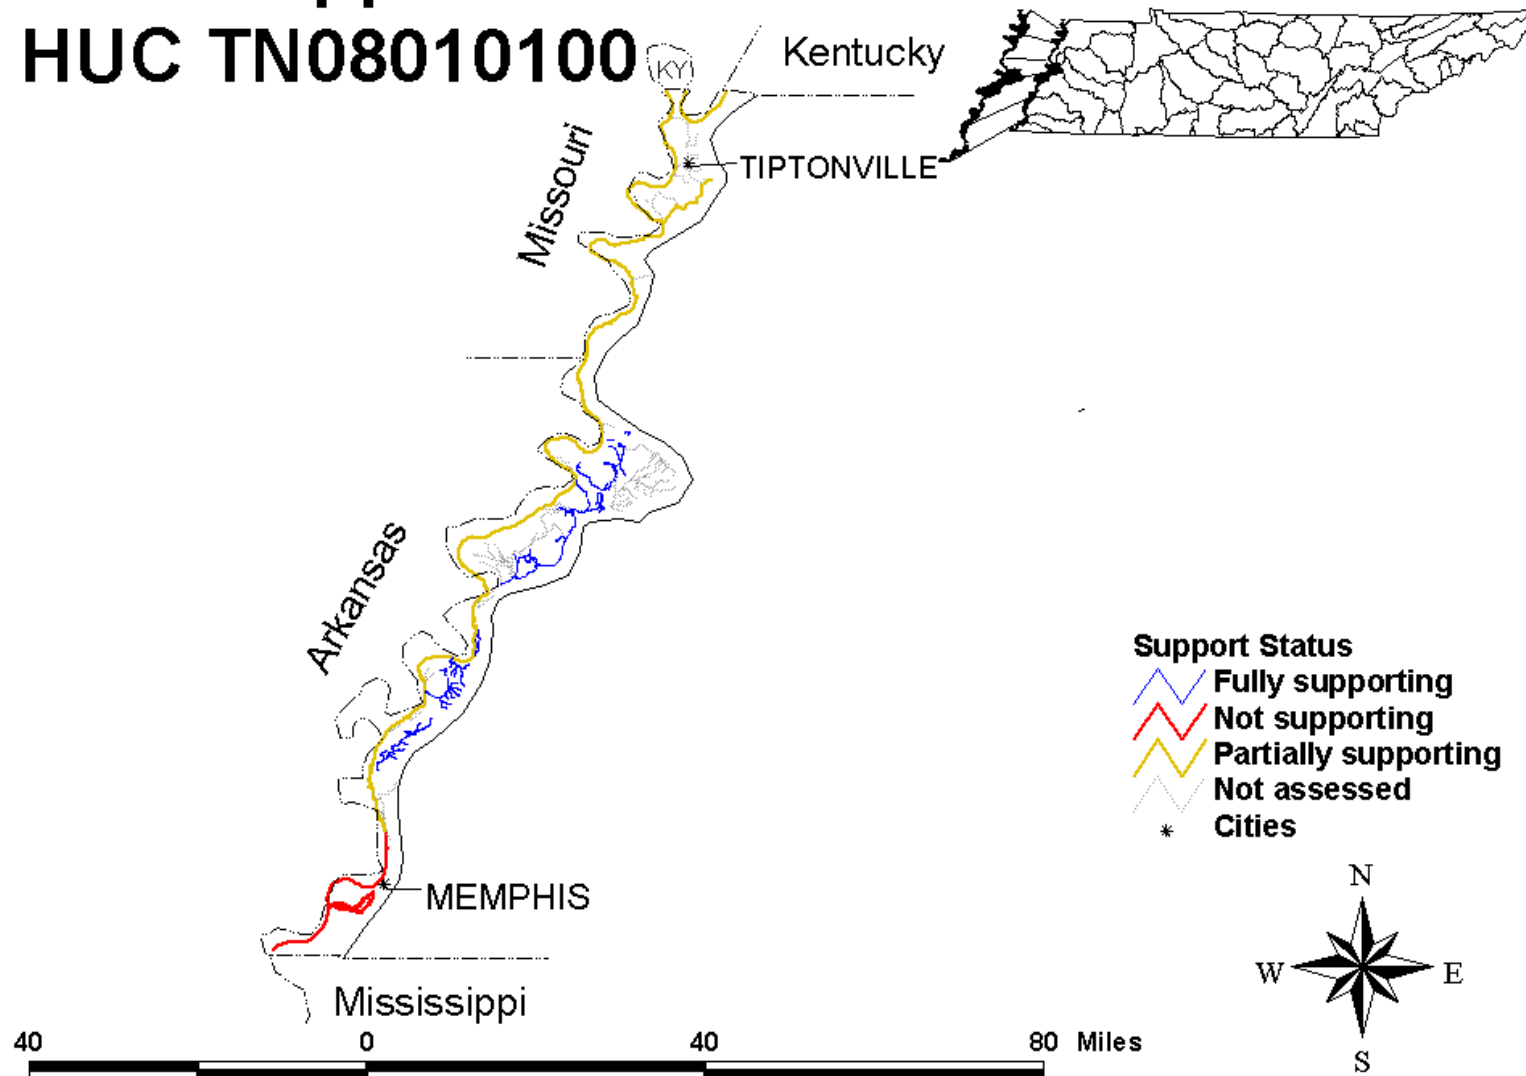 HUC TN08010100
KY
Kentucky
Missouri
TIPTONVILLE
Arkansas
Support Status
Fully supporting
Not supporting
Partially supporting
Not assessed
Cities
MEMPHIS
N
W
E
S
Mississippi
40 0 40 80 Miles